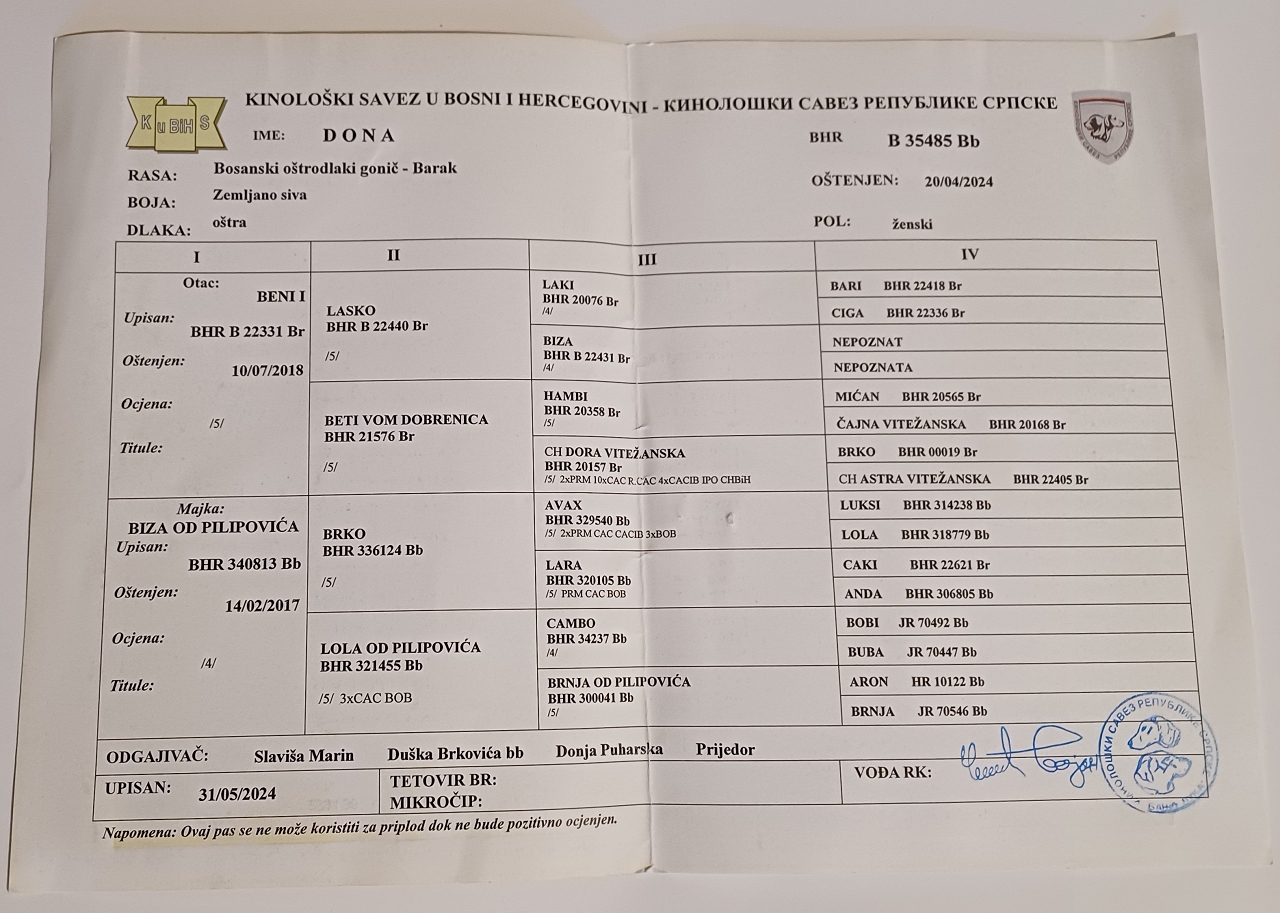 KINOLOŠKI SAVEZ U BOSNI I HERCEGOVINI - КИНОЛОШКИ САВЕЗ РЕПУБЛИКЕ СРПСКЕ
K u BiH S
IME: DONA
BHR B 35485 Bb
RASA: Bosanski oštrodlaki gonič - Barak
OŠTENJEN: 20/04/2024
BOJA: Zemljano siva
DLAKA: oštra
POL: ženski
I II III IV
Otac:
BENI I
Upisan:
BHR B 22331 Br
Oštenjen:
10/07/2018
Ocjena:
/5/
Titule:
Majka:
BIZA OD PILIPOVIĆA
Upisan:
BHR 340813 Bb
Oštenjen:
14/02/2017
Ocjena:
/4/
Titule:
LASKO
BHR B 22440 Br
/5/
BETI VOM DOBRENICA
BHR 21576 Br
/5/
BRKO
BHR 336124 Bb
/5/
LOLA OD PILIPOVIĆA
BHR 321455 Bb
/5/ 3xCAC BOB
LAKI
BHR 20076 Br
/4/
BIZA
BHR B 22431 Br
/4/
HAMBI
BHR 20358 Br
/5/
CH DORA VITEŽANSKA
BHR 20157 Br
/5/ 2xPRM 10xCAC R.CAC 4xCACIB IPO CHBiH
AVAX
BHR 329540 Bb
/5/ 2xPRM CAC CACIB 3xBOB
LARA
BHR 320105 Bb
/5/ PRM CAC BOB
CAMBO
BHR 34237 Bb
/4/
BRNJA OD PILIPOVIĆA
BHR 300041 Bb
/5/
BARI BHR 22418 Br
CIGA BHR 22336 Br
NEPOZNAT
NEPOZNATA
MIĆAN BHR 20565 Br
ČAJNA VITEŽANSKA BHR 20168 Br
BRKO BHR 00019 Br
CH ASTRA VITEŽANSKA BHR 22405 Br
LUKSI BHR 314238 Bb
LOLA BHR 318779 Bb
CAKI BHR 22621 Br
ANDA BHR 306805 Bb
BOBI JR 70492 Bb
BUBA JR 70447 Bb
ARON HR 10122 Bb
BRNJA JR 70546 Bb
ODGAJIVAČ: Slaviša Marin Duška Brkovića bb Donja Puharska Prijedor
UPISAN: 31/05/2024
TETOVIR BR:
MIKROČIP:
VOĐA RK:
КИНОЛОШКИ САВЕЗ РЕПУБЛИКЕ СРПСКЕ
Napomena: Ovaj pas se ne može koristiti za priplod dok ne bude pozitivno ocjenjen.